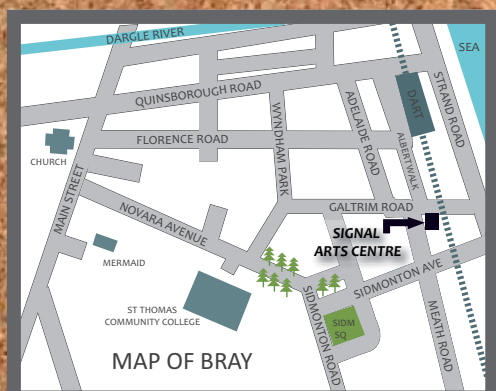 DARGLE RIVER
SEA
QUINSBOROUGH ROAD
DART
STRAND ROAD
ADELAIDE ROAD
WYNDHAM PARK
ALBERT WALK
FLORENCE ROAD
CHURCH
MAIN STREET
NOVARA AVENUE
GALTRIM ROAD
SIGNAL
ARTS CENTRE
MERMAID
SIDMONTON AVE
ST THOMAS
COMMUNITY COLLEGE
SIDMONTON ROAD
SIDM
SQ
MEATH ROAD
MAP OF BRAY